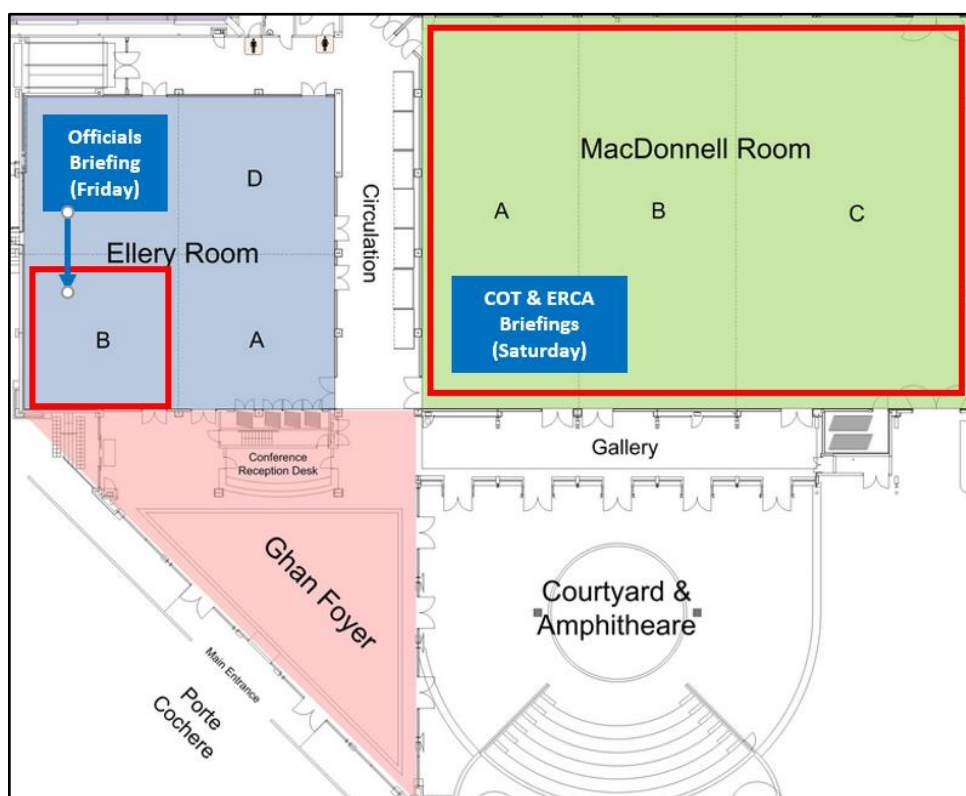 Officials
Briefing
(Friday)
D
Ellery Room
B
A
Circulation
MacDonnell Room
A
B
C
COT & ERCA
Briefings
(Saturday)
Gallery
Conference
Reception Desk
Ghan Foyer
Main Entrance
Porte
Cochere
Courtyard &
Amphitheare